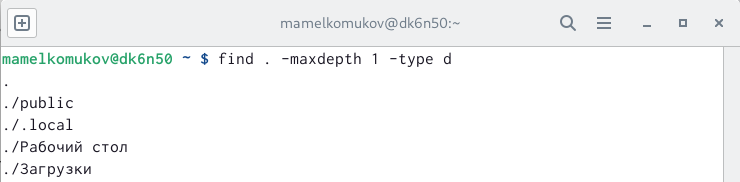 mamelkomukov@dk6n50:~
mamelkomukov@dk6n50 ~ $ find . -maxdepth 1 -type d
.
./public
./.local
./Рабочий стол
./Загрузки